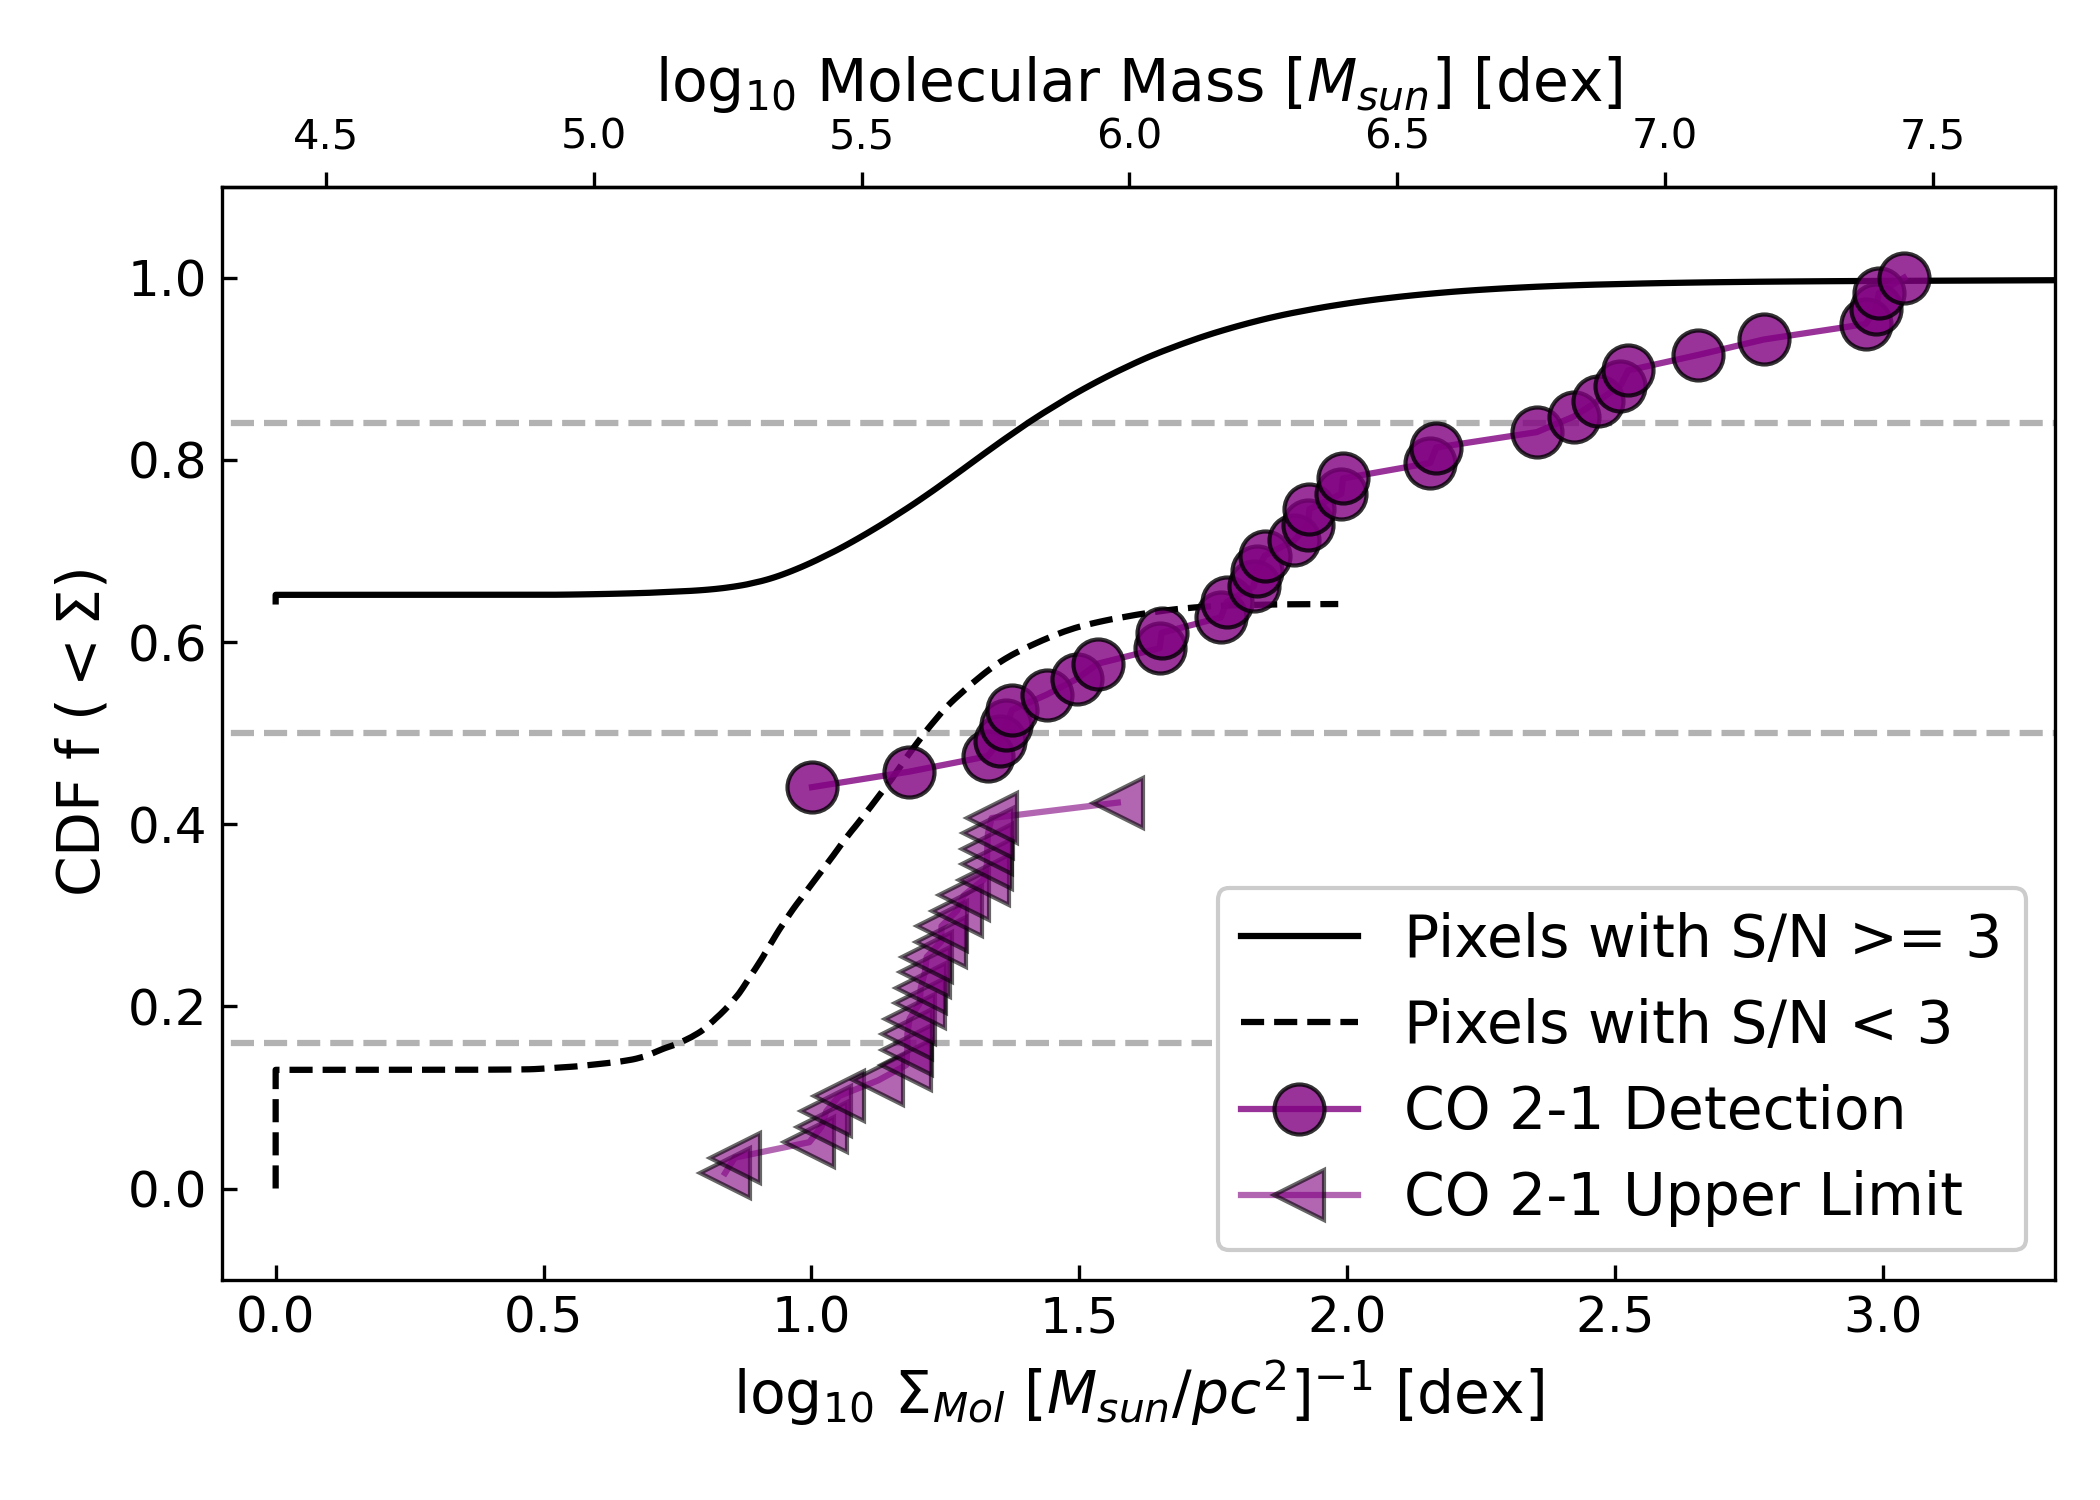 log₁₀ Molecular Mass [M_sun] [dex]
4.5 5.0 5.5 6.0 6.5 7.0 7.5
CDF f ( < Σ)
1.0
0.8
0.6
0.4
0.2
0.0
Pixels with S/N >= 3
Pixels with S/N < 3
CO 2-1 Detection
CO 2-1 Upper Limit
0.0 0.5 1.0 1.5 2.0 2.5 3.0
log₁₀ Σ_Mol [M_sun/pc²]⁻¹ [dex]